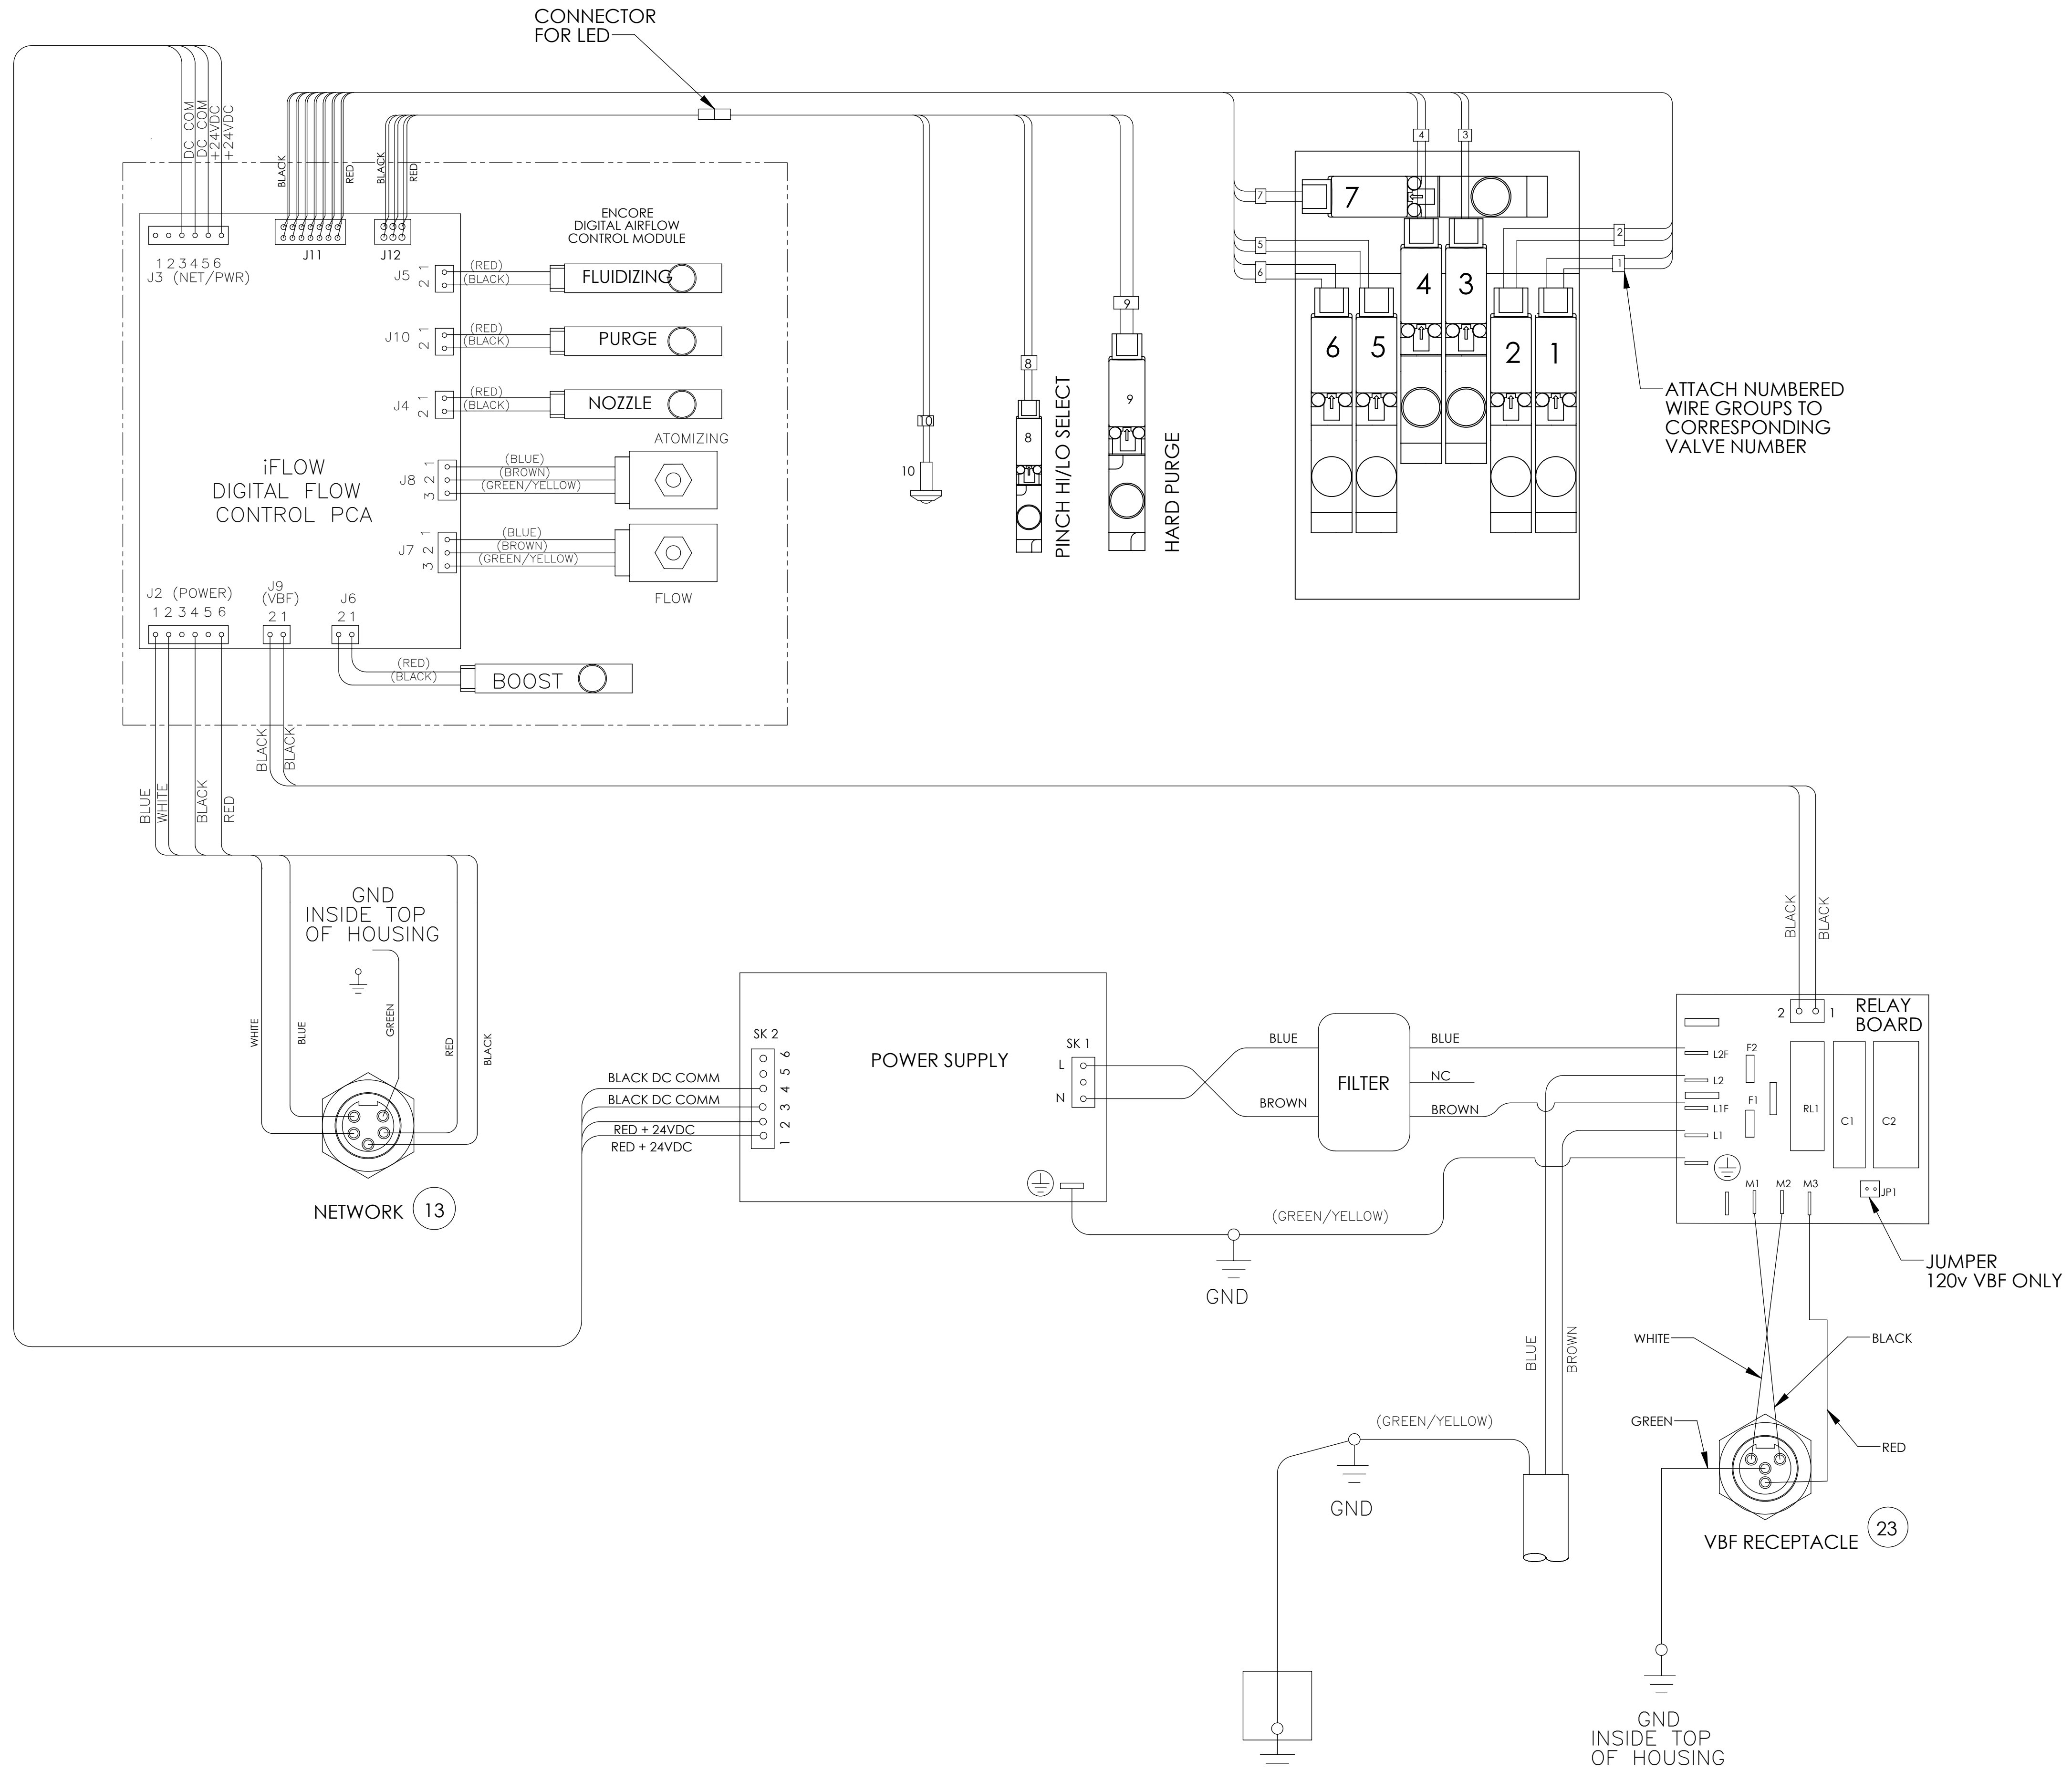 CONNECTOR
FOR LED
DC COM
DC COM
+24VDC
+24VDC
BLACK
RED
BLACK
RED
1 2 3 4 5 6
J3 (NET/PWR)
J11
J12
ENCORE
DIGITAL AIRFLOW
CONTROL MODULE
J5
1
2
(RED)
(BLACK)
FLUIDIZING
J10
1
2
(RED)
(BLACK)
PURGE
J4
1
2
(RED)
(BLACK)
NOZZLE
ATOMIZING
J8
1
2
3
(BLUE)
(BROWN)
(GREEN/YELLOW)
J7
1
2
3
(BLUE)
(BROWN)
(GREEN/YELLOW)
FLOW
iFLOW
DIGITAL FLOW
CONTROL PCA
J2 (POWER)
1 2 3 4 5 6
J9
(VBF)
2 1
J6
2 1
(RED)
(BLACK)
BOOST
10
10
8
8
PINCH HI/LO SELECT
9
9
HARD PURGE
4
3
7
7
5
6
2
1
4
3
6
5
2
1
ATTACH NUMBERED
WIRE GROUPS TO
CORRESPONDING
VALVE NUMBER
BLUE
WHITE
BLACK
RED
BLACK
BLACK
GND
INSIDE TOP
OF HOUSING
WHITE
BLUE
GREEN
RED
BLACK
NETWORK
13
SK 2
6
5
4
3
2
1
BLACK DC COMM
BLACK DC COMM
RED + 24VDC
RED + 24VDC
POWER SUPPLY
SK 1
L
N
BLUE
BROWN
FILTER
BLUE
NC
BROWN
(GREEN/YELLOW)
GND
BLACK
BLACK
2
1
RELAY
BOARD
L2F
L2
L1F
L1
F2
F1
RL1
C1
C2
M1
M2
M3
JP1
JUMPER
120v VBF ONLY
BLUE
BROWN
(GREEN/YELLOW)
GND
WHITE
BLACK
GREEN
RED
VBF RECEPTACLE
23
GND
INSIDE TOP
OF HOUSING